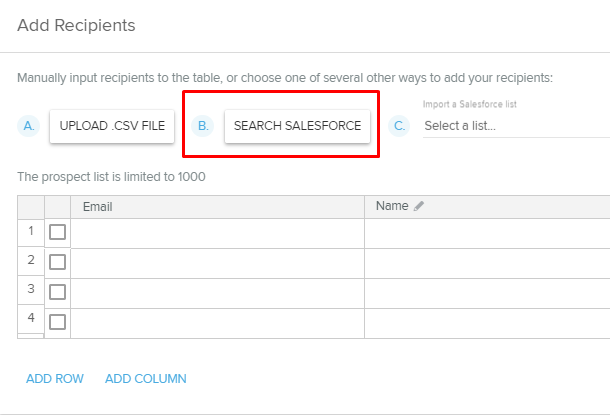 Add Recipients
Manually input recipients to the table, or choose one of several other ways to add your recipients:
Import a Salesforce list
A. UPLOAD .CSV FILE B. SEARCH SALESFORCE C. Select a list...
The prospect list is limited to 1000
Email Name
1
2
3
4
ADD ROW ADD COLUMN